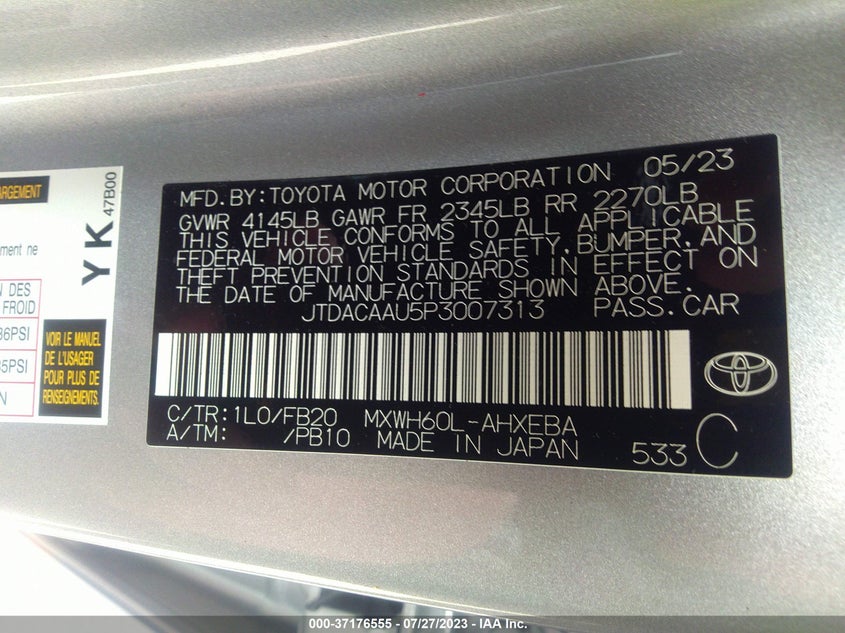 ARGEMENT
ment ne
N DES
FROID
36PSI
35PSI
N
YK
47B00
VOIR LE MANUEL
DE L'USAGER
POUR PLUS DE
RENSEIGNEMENTS.
MFD. BY: TOYOTA MOTOR CORPORATION 05/23
GVWR 4145LB GAWR FR 2345LB RR 2270LB
THIS VEHICLE CONFORMS TO ALL APPLICABLE
FEDERAL MOTOR VEHICLE SAFETY, BUMPER, AND
THEFT PREVENTION STANDARDS IN EFFECT ON
THE DATE OF MANUFACTURE SHOWN ABOVE.
JTDACAAU5P3007313 PASS.CAR
C/TR:1L0/FB20 MXWH60L-AHXEBA
A/TM: /PB10 MADE IN JAPAN
533 C
000-37176555 - 07/27/2023 - IAA Inc.